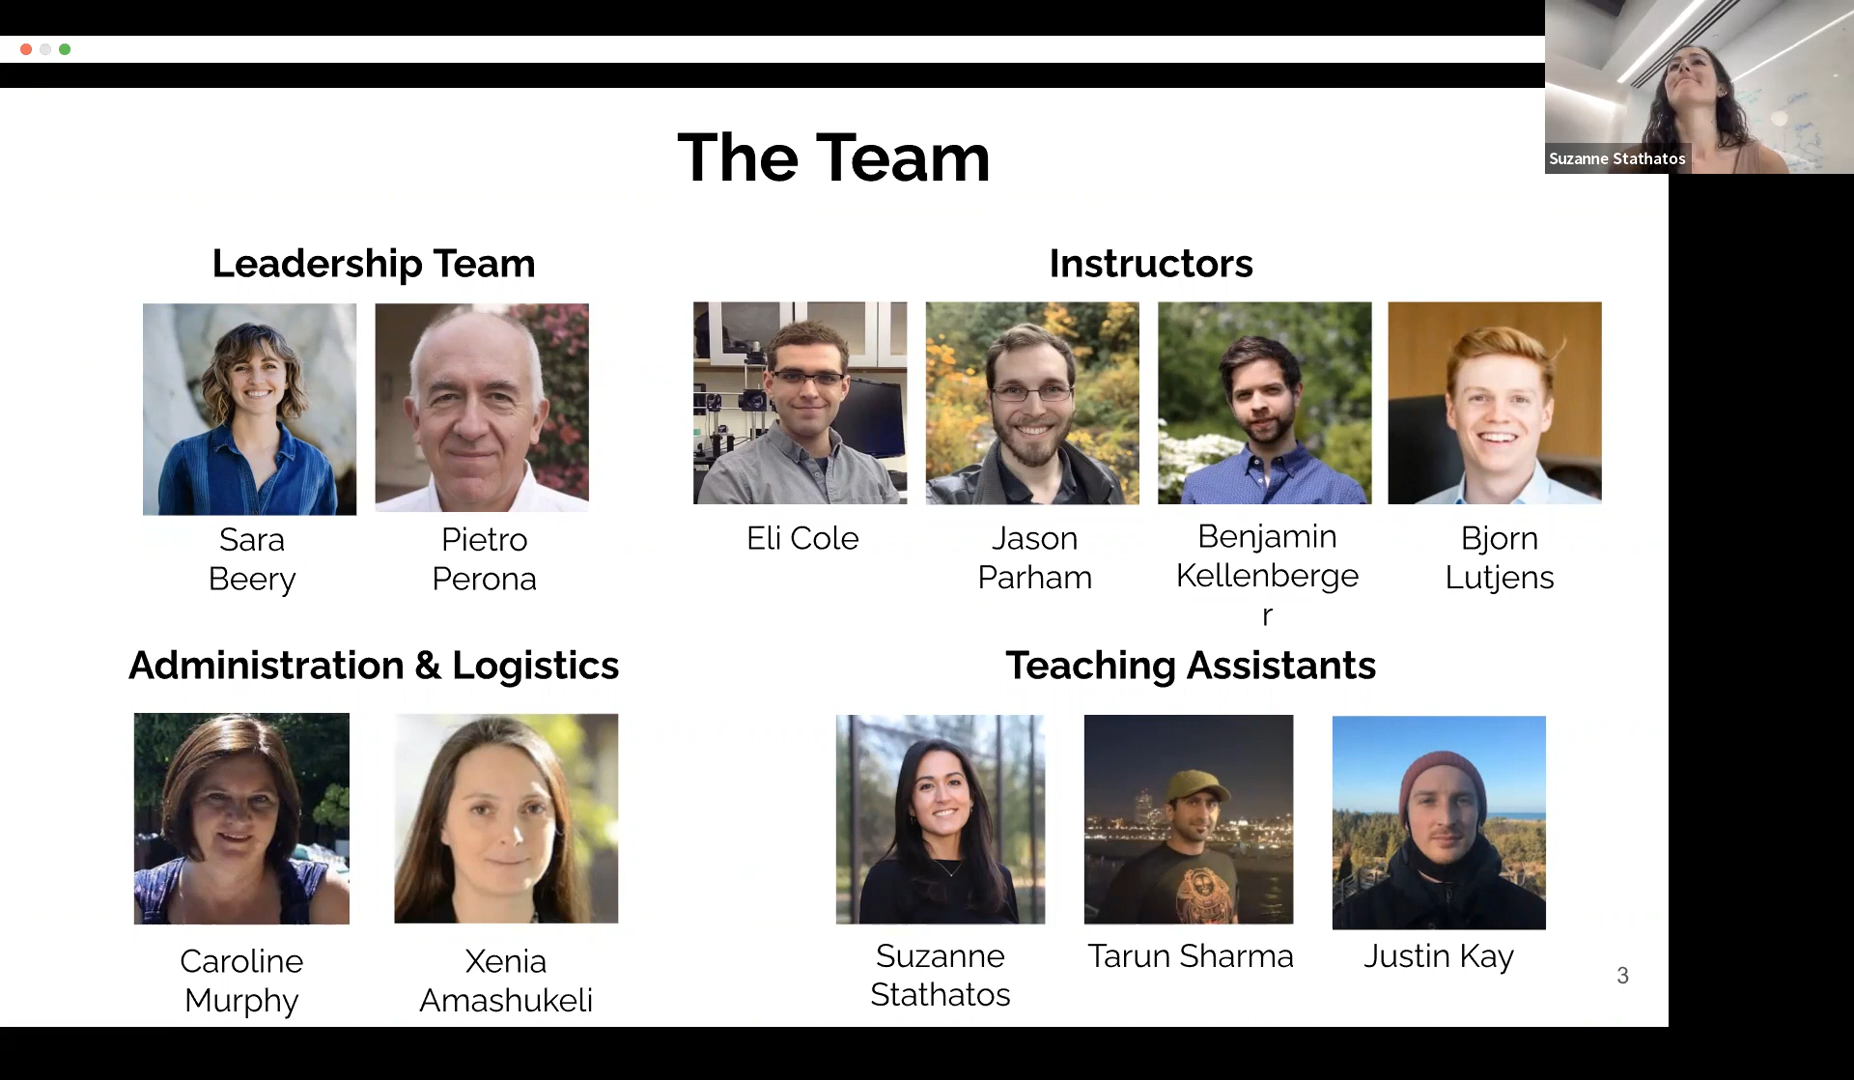 Suzanne Stathatos
The Team
Leadership Team
Instructors
Sara
Beery
Pietro
Perona
Eli Cole
Jason
Parham
Benjamin
Kellenberge
r
Bjorn
Lutjens
Administration & Logistics
Teaching Assistants
Caroline
Murphy
Xenia
Amashukeli
Suzanne
Stathatos
Tarun Sharma
Justin Kay
3